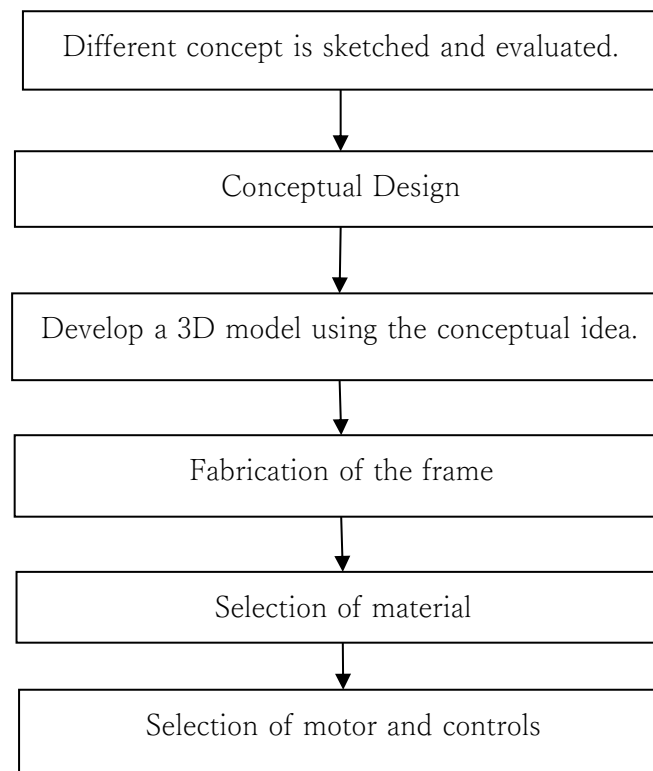 Different concept is sketched and evaluated.
Conceptual Design
Develop a 3D model using the conceptual idea.
Fabrication of the frame
Selection of material
Selection of motor and controls